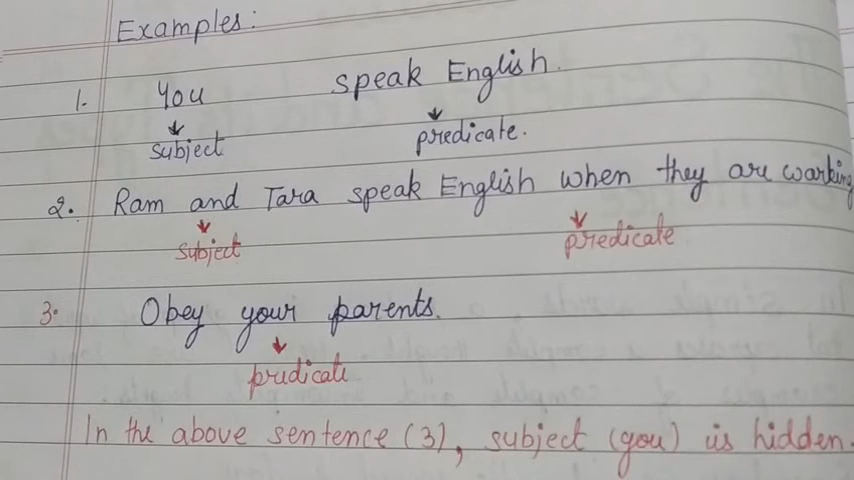 Examples:
1. You speak English.
subject predicate.
2. Ram and Tara speak English when they are working
subject predicate
3. Obey your parents.
predicate
In the above sentence (3), subject (you) is hidden.